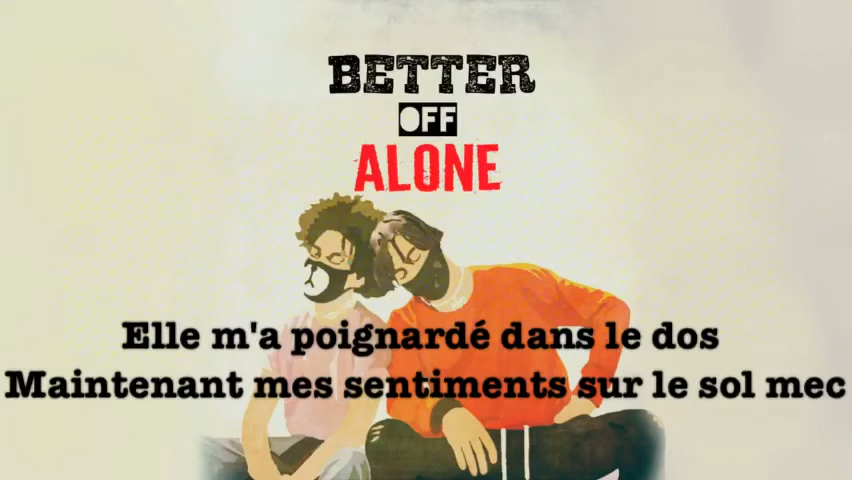 BETTER
OFF
ALONE
Elle m'a poignardé dans le dos
Maintenant mes sentiments sur le sol mec